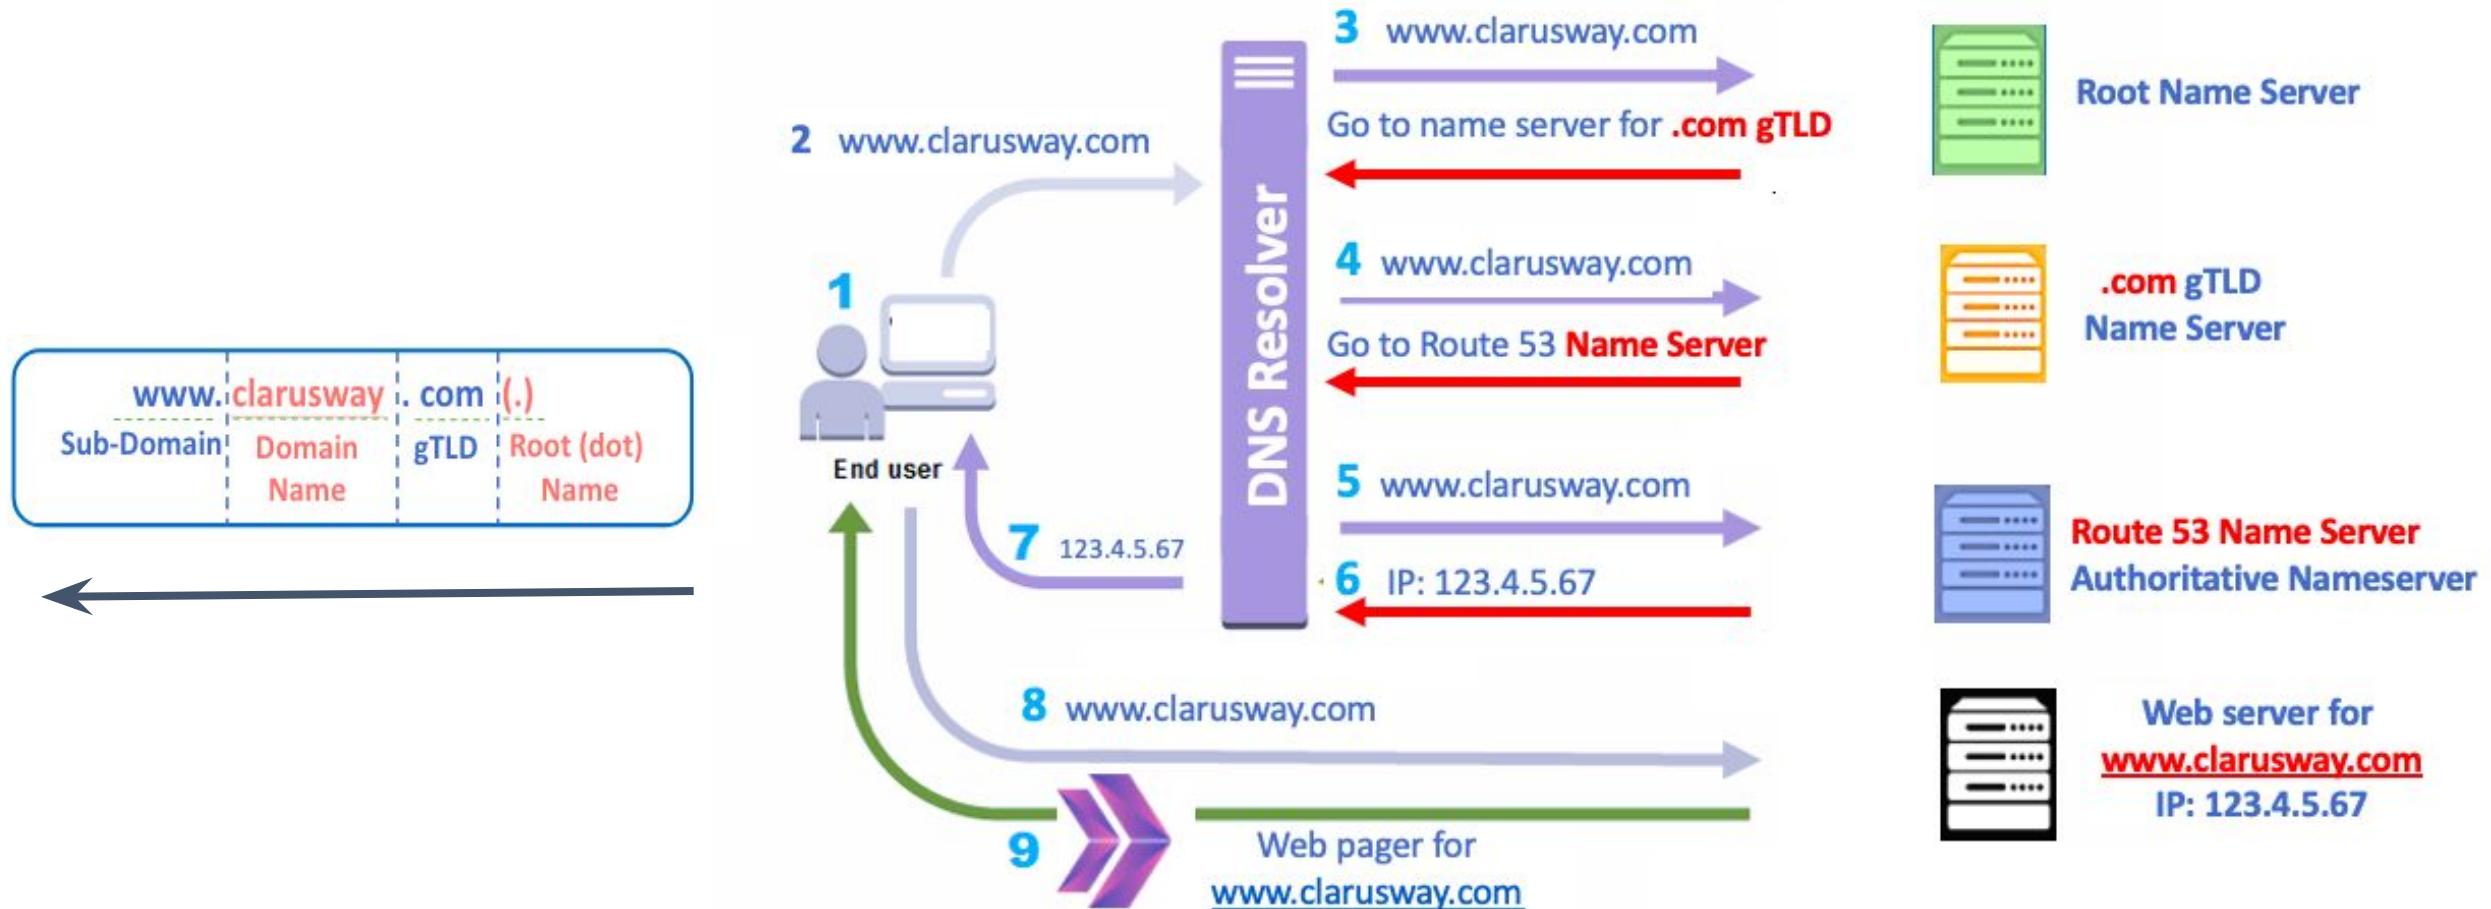 www. clarusway . com (.)
Sub-Domain Domain Name gTLD Root (dot) Name
1
End user
2 www.clarusway.com
DNS Resolver
3 www.clarusway.com
Go to name server for .com gTLD
Root Name Server
4 www.clarusway.com
Go to Route 53 Name Server
.com gTLD
Name Server
5 www.clarusway.com
6 IP: 123.4.5.67
Route 53 Name Server
Authoritative Nameserver
7 123.4.5.67
8 www.clarusway.com
Web server for
www.clarusway.com
IP: 123.4.5.67
9
Web pager for
www.clarusway.com